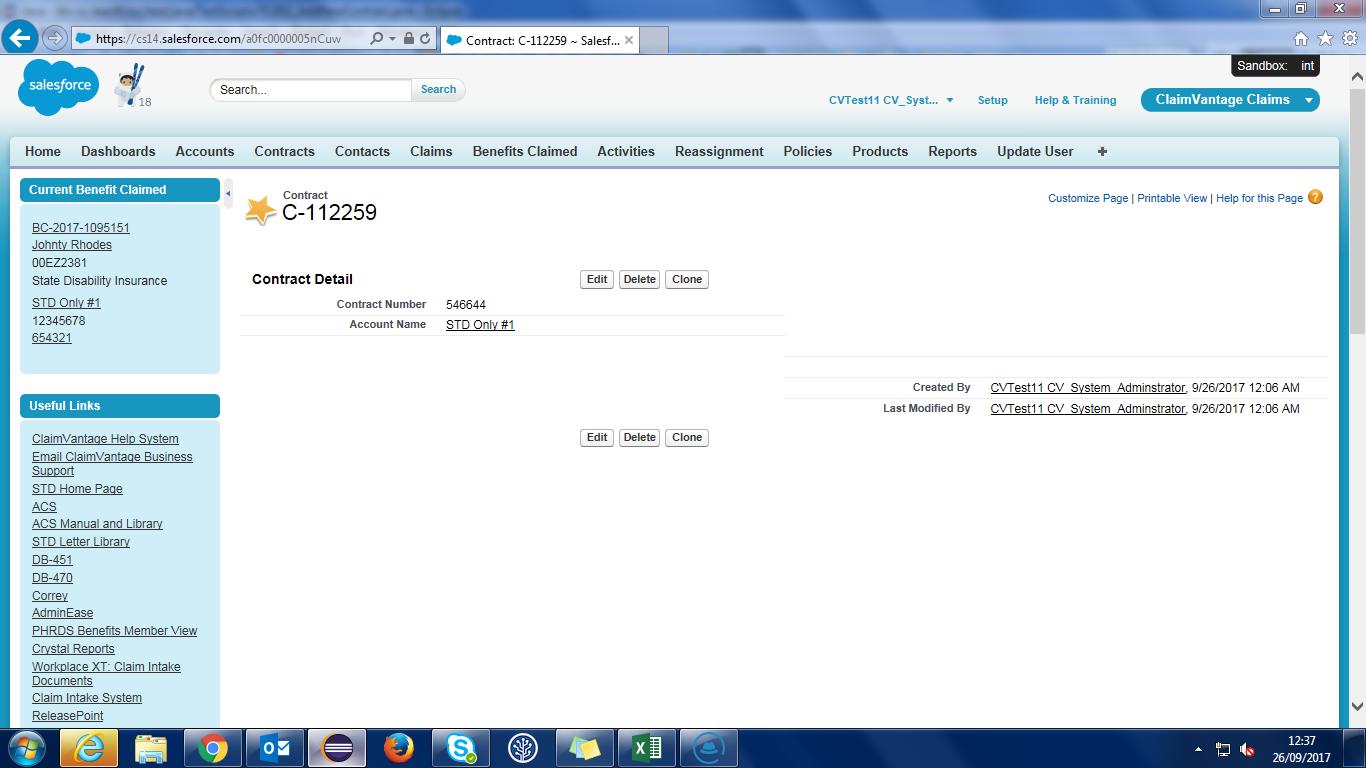 https://cs14.salesforce.com/a0fc0000005nCuw
Contract: C-112259 ~ Salesf...
Sandbox: int
salesforce
18
Search...
Search
CVTest11 CV_Syst...
Setup
Help & Training
ClaimVantage Claims
Home Dashboards Accounts Contracts Contacts Claims Benefits Claimed Activities Reassignment Policies Products Reports Update User +
Current Benefit Claimed
BC-2017-1095151
Johnty Rhodes
00EZ2381
State Disability Insurance
STD Only #1
12345678
654321
Useful Links
ClaimVantage Help System
Email ClaimVantage Business
Support
STD Home Page
ACS
ACS Manual and Library
STD Letter Library
DB-451
DB-470
Correy
AdminEase
PHRDS Benefits Member View
Crystal Reports
Workplace XT: Claim Intake
Documents
Claim Intake System
ReleasePoint
Contract
C-112259
Customize Page | Printable View | Help for this Page ?
Contract Detail
Edit Delete Clone
Contract Number 546644
Account Name STD Only #1
Created By CVTest11 CV_System_Adminstrator, 9/26/2017 12:06 AM
Last Modified By CVTest11 CV_System_Adminstrator, 9/26/2017 12:06 AM
Edit Delete Clone
12:37
26/09/2017